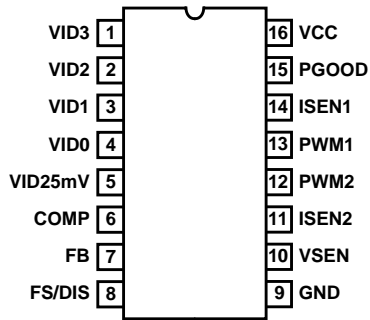 VID3 1 16 VCC
VID2 2 15 PGOOD
VID1 3 14 ISEN1
VID0 4 13 PWM1
VID25mV 5 12 PWM2
COMP 6 11 ISEN2
FB 7 10 VSEN
FS/DIS 8 9 GND